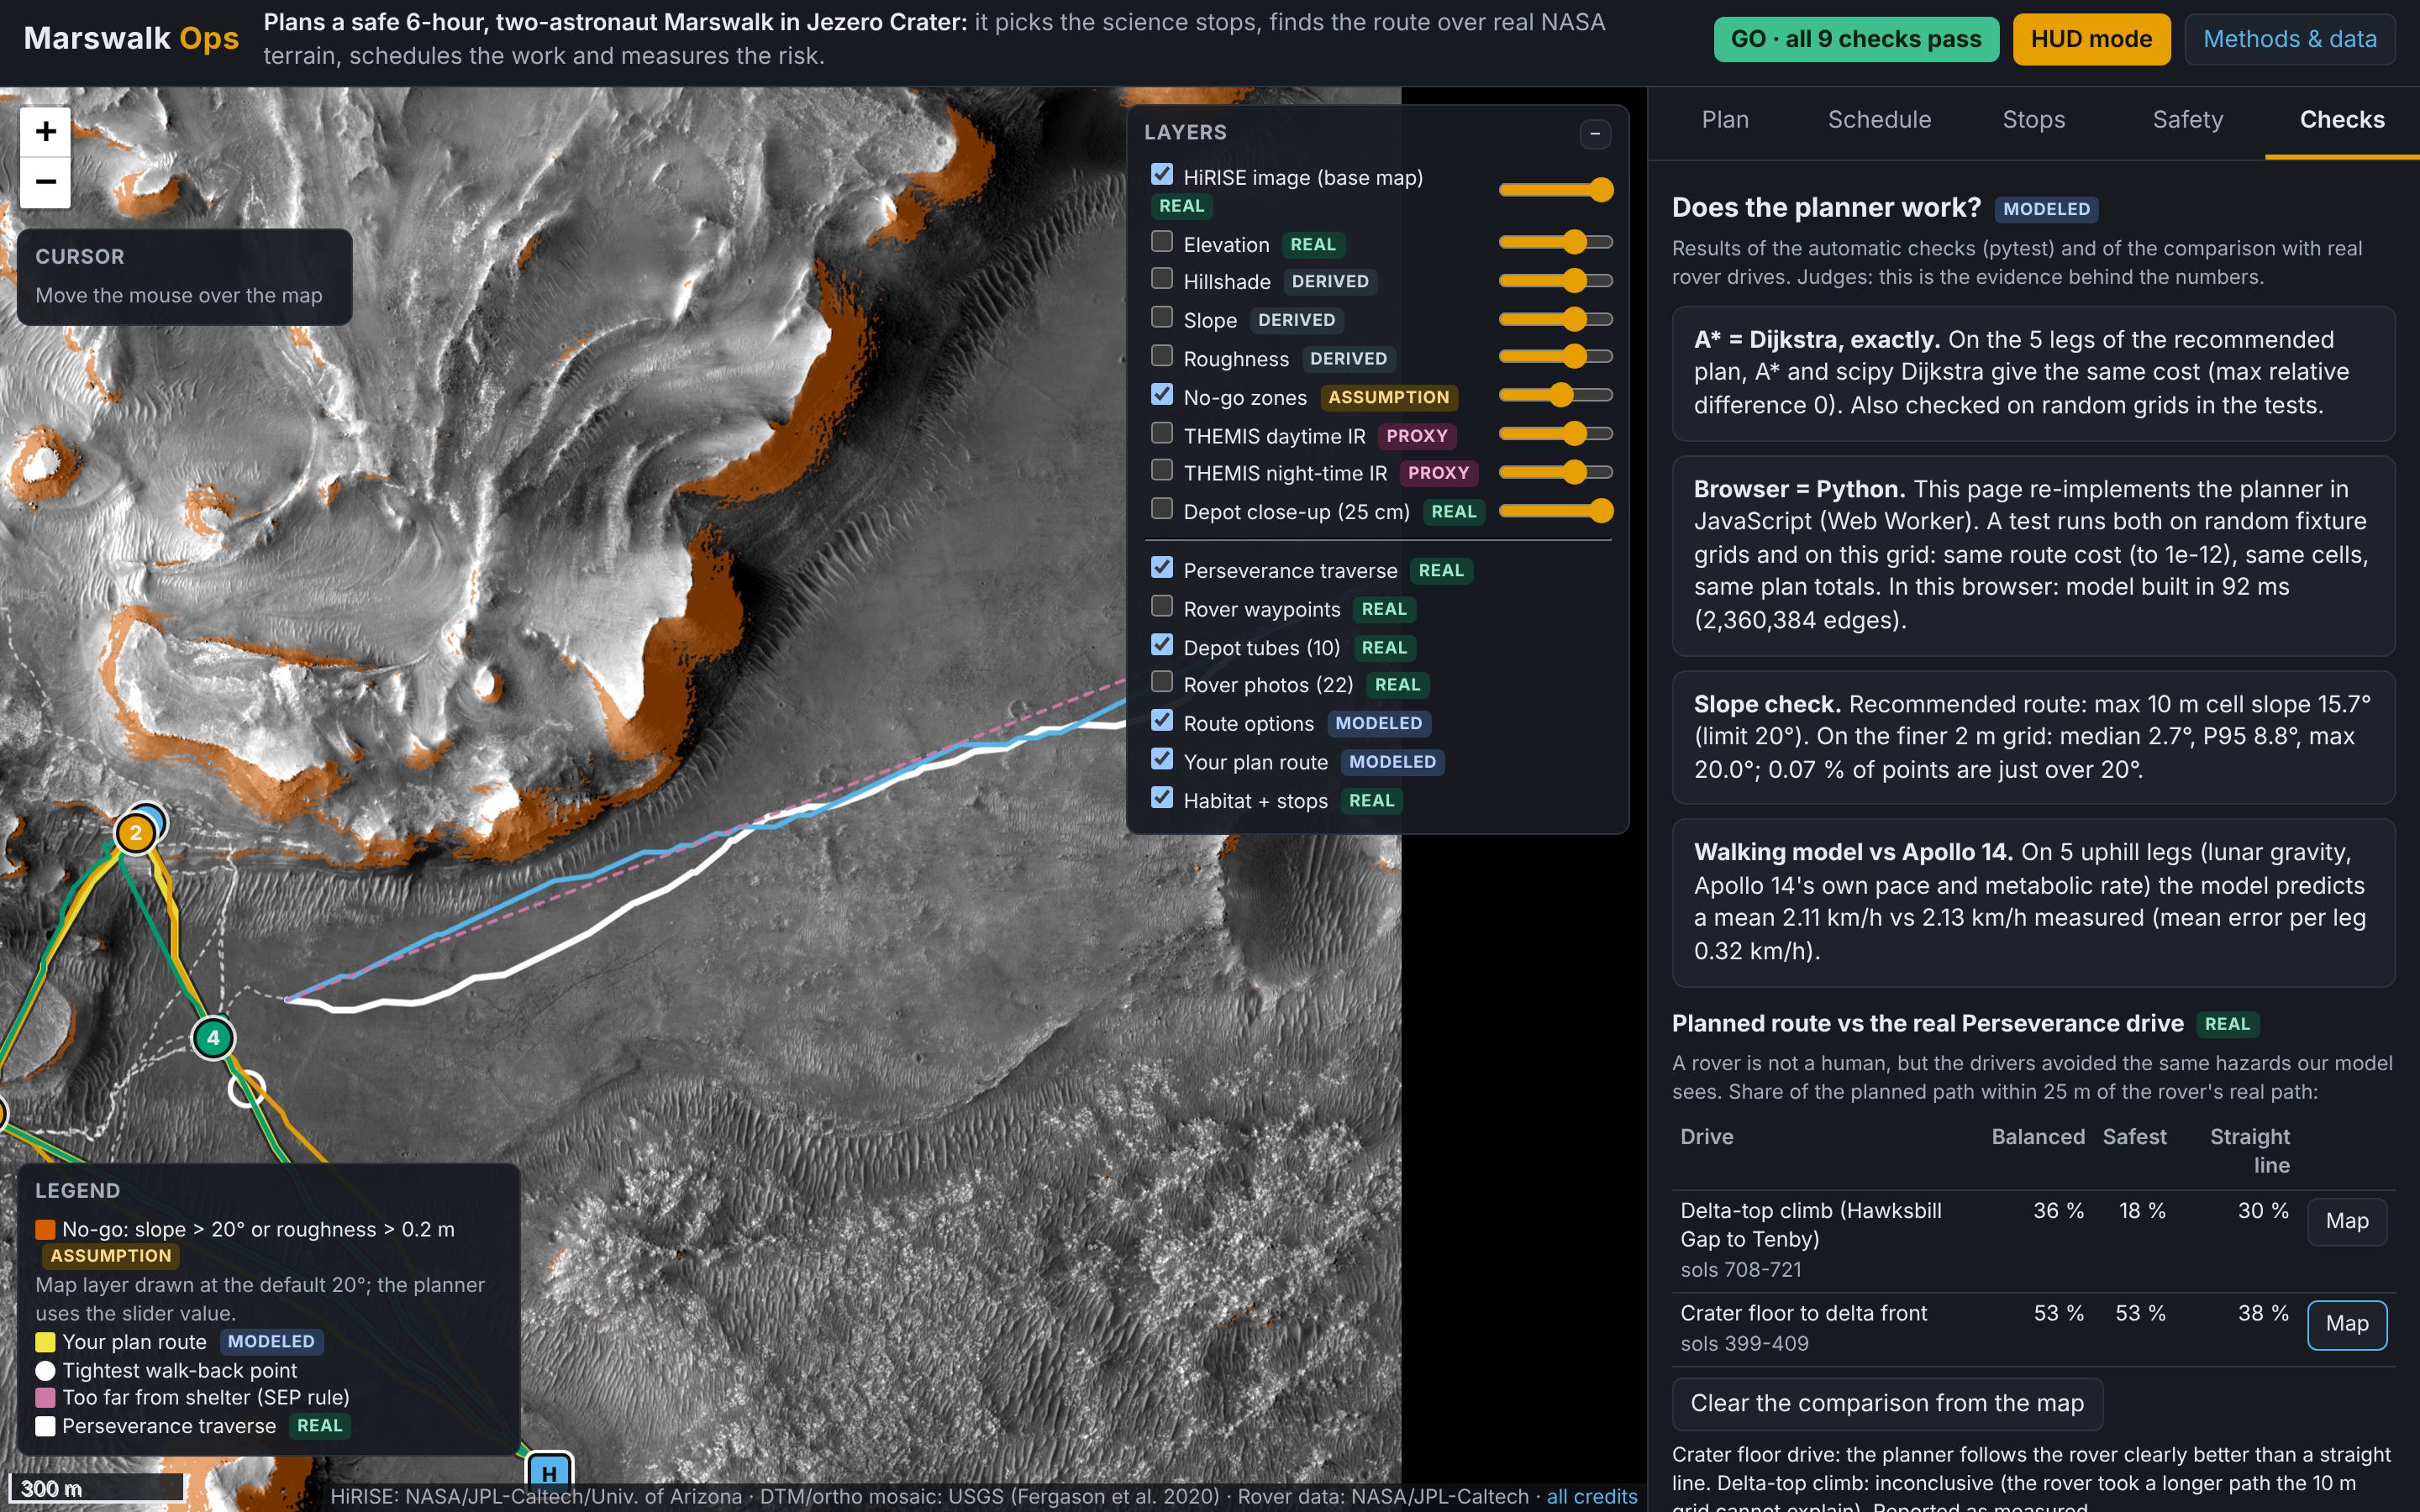 Marswalk Ops
Plans a safe 6-hour, two-astronaut Marswalk in Jezero Crater: it picks the science stops, finds the route over real NASA
terrain, schedules the work and measures the risk.
GO · all 9 checks pass
HUD mode
Methods & data
+
−
CURSOR
Move the mouse over the map
LAYERS
−
HiRISE image (base map)
REAL
Elevation REAL
Hillshade DERIVED
Slope DERIVED
Roughness DERIVED
No-go zones ASSUMPTION
THEMIS daytime IR PROXY
THEMIS night-time IR PROXY
Depot close-up (25 cm) REAL
Perseverance traverse REAL
Rover waypoints REAL
Depot tubes (10) REAL
Rover photos (22) REAL
Route options MODELED
Your plan route MODELED
Habitat + stops REAL
2
4
H
LEGEND
No-go: slope > 20° or roughness > 0.2 m
ASSUMPTION
Map layer drawn at the default 20°; the planner
uses the slider value.
Your plan route MODELED
Tightest walk-back point
Too far from shelter (SEP rule)
Perseverance traverse REAL
300 m
HiRISE: NASA/JPL-Caltech/Univ. of Arizona · DTM/ortho mosaic: USGS (Fergason et al. 2020) · Rover data: NASA/JPL-Caltech · all credits
Plan Schedule Stops Safety Checks
Does the planner work? MODELED
Results of the automatic checks (pytest) and of the comparison with real
rover drives. Judges: this is the evidence behind the numbers.
A* = Dijkstra, exactly. On the 5 legs of the recommended
plan, A* and scipy Dijkstra give the same cost (max relative
difference 0). Also checked on random grids in the tests.
Browser = Python. This page re-implements the planner in
JavaScript (Web Worker). A test runs both on random fixture
grids and on this grid: same route cost (to 1e-12), same cells,
same plan totals. In this browser: model built in 92 ms
(2,360,384 edges).
Slope check. Recommended route: max 10 m cell slope 15.7°
(limit 20°). On the finer 2 m grid: median 2.7°, P95 8.8°, max
20.0°; 0.07 % of points are just over 20°.
Walking model vs Apollo 14. On 5 uphill legs (lunar gravity,
Apollo 14's own pace and metabolic rate) the model predicts
a mean 2.11 km/h vs 2.13 km/h measured (mean error per leg
0.32 km/h).
Planned route vs the real Perseverance drive REAL
A rover is not a human, but the drivers avoided the same hazards our model
sees. Share of the planned path within 25 m of the rover's real path:
Drive Balanced Safest Straight
line
Delta-top climb (Hawksbill 36 % 18 % 30 % Map
Gap to Tenby)
sols 708-721
Crater floor to delta front 53 % 53 % 38 % Map
sols 399-409
Clear the comparison from the map
Crater floor drive: the planner follows the rover clearly better than a straight
line. Delta-top climb: inconclusive (the rover took a longer path the 10 m
grid cannot explain). Reported as measured.